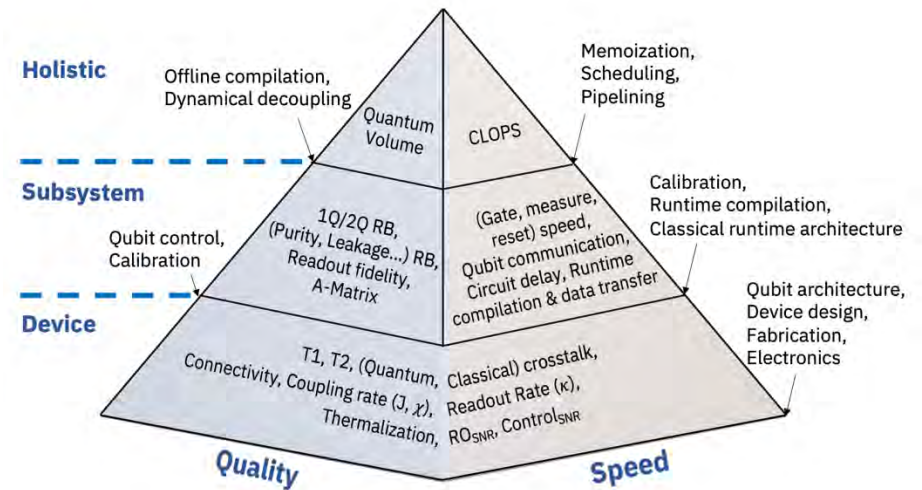 Holistic
Offline compilation,
Dynamical decoupling
Quantum
Volume
CLOPS
Memoization,
Scheduling,
Pipelining
Subsystem
Qubit control,
Calibration
1Q/2Q RB,
(Purity, Leakage...) RB,
Readout fidelity,
A-Matrix
(Gate, measure,
reset) speed,
Qubit communication,
Circuit delay, Runtime
compilation & data transfer
Calibration,
Runtime compilation,
Classical runtime architecture
Device
T1, T2, (Quantum, Classical) crosstalk,
Connectivity, Coupling rate (J, χ), Readout Rate (κ),
Thermalization, ROSNR, ControlSNR
Qubit architecture,
Device design,
Fabrication,
Electronics
Quality
Speed